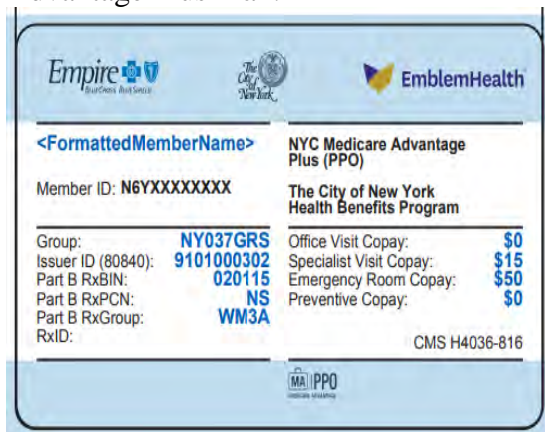 Empire
BLUECROSS BLUESHIELD
The
City of
New York
EmblemHealth
<FormattedMemberName>
Member ID: N6YXXXXXXXX
NYC Medicare Advantage
Plus (PPO)
The City of New York
Health Benefits Program
Group: NY037GRS
Issuer ID (80840): 9101000302
Part B RxBIN: 020115
Part B RxPCN: NS
Part B RxGroup: WM3A
RxID:
Office Visit Copay: $0
Specialist Visit Copay: $15
Emergency Room Copay: $50
Preventive Copay: $0
CMS H4036-816
MA PPO
MEDICARE ADVANTAGE